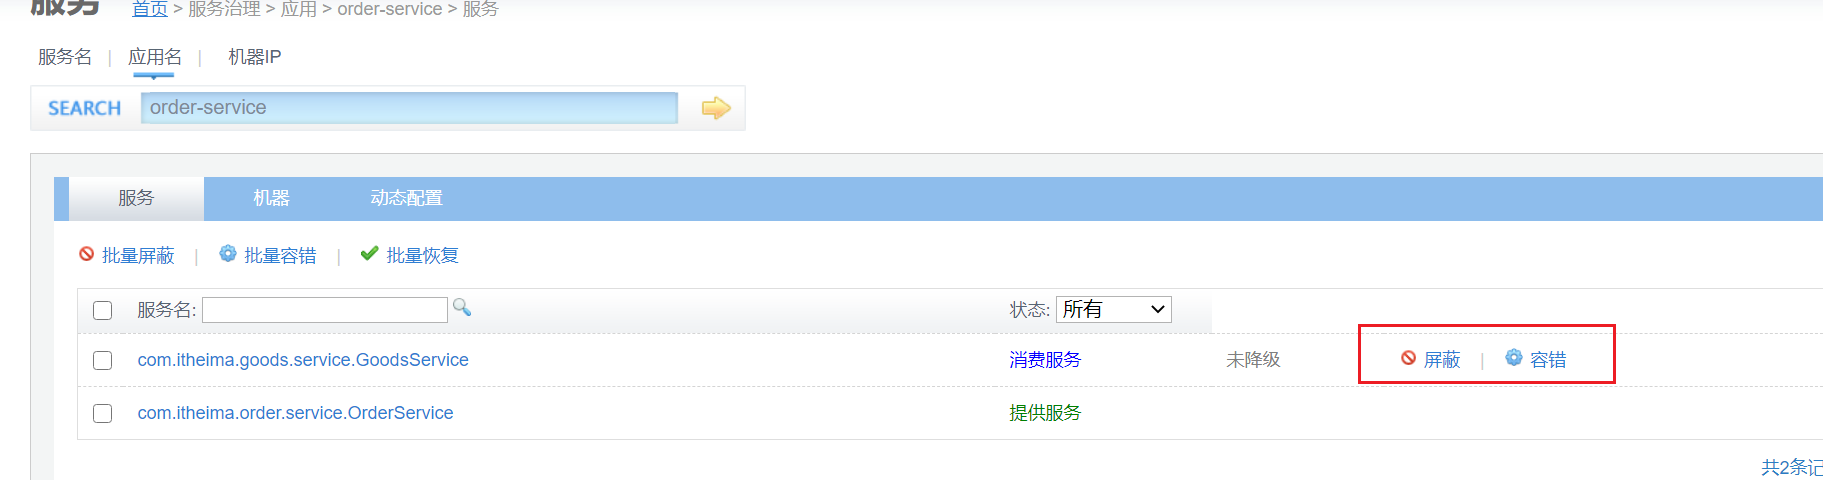 服务 首页 > 服务治理 > 应用 > order-service > 服务
服务名 | 应用名 | 机器IP
SEARCH order-service
服务 机器 动态配置
批量屏蔽 | 批量容错 | 批量恢复
服务名: 状态: 所有
com.itheima.goods.service.GoodsService 消费服务 未降级 屏蔽 | 容错
com.itheima.order.service.OrderService 提供服务
共2条记